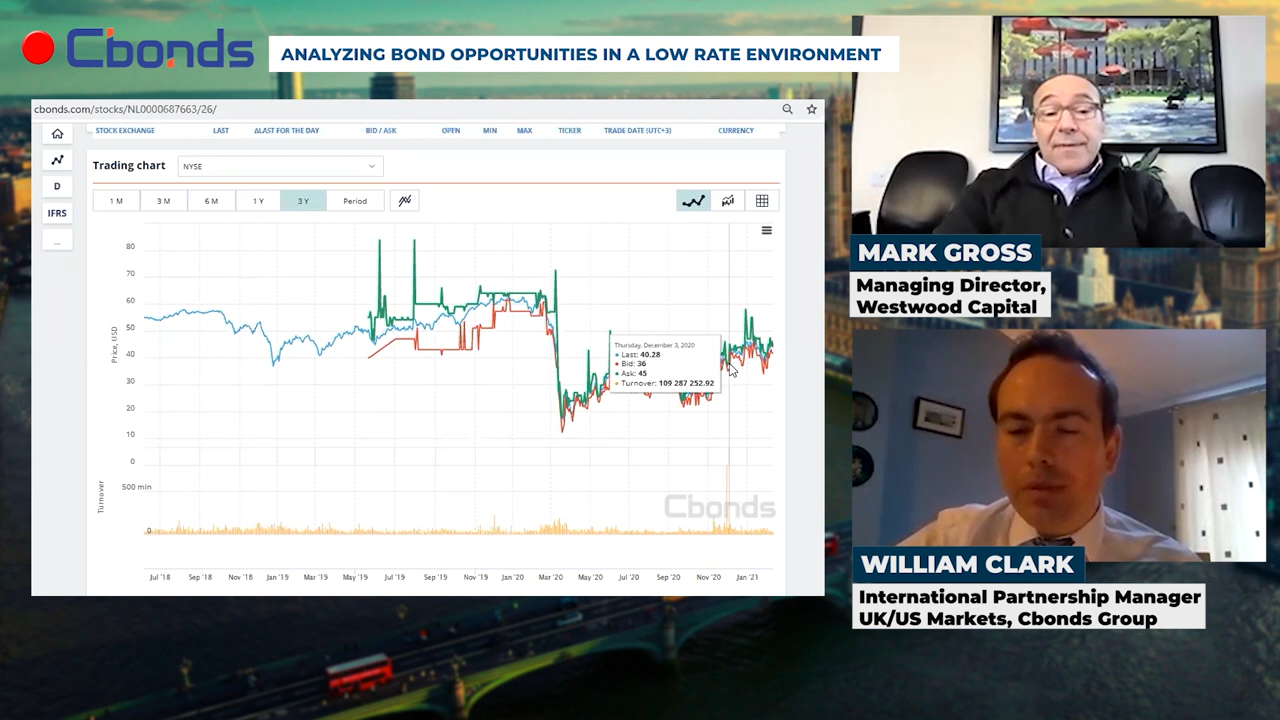 Cbonds
ANALYZING BOND OPPORTUNITIES IN A LOW RATE ENVIRONMENT
cbonds.com/stocks/NL0000687663/26/
STOCK EXCHANGE LAST ΔLAST FOR THE DAY BID / ASK OPEN MIN MAX TICKER TRADE DATE (UTC+3) CURRENCY
Trading chart NYSE
D
IFRS
...
1 M 3 M 6 M 1 Y 3 Y Period
Price, USD
80
70
60
50
40
30
20
10
0
Thursday, December 3, 2020
Last: 40.28
Bid: 36
Ask: 45
Turnover: 109 287 252.92
Turnover
500 mln
0
Cbonds
Jul '18 Sep '18 Nov '18 Jan '19 Mar '19 May '19 Jul '19 Sep '19 Nov '19 Jan '20 Mar '20 May '20 Jul '20 Sep '20 Nov '20 Jan '21
MARK GROSS
Managing Director,
Westwood Capital
WILLIAM CLARK
International Partnership Manager
UK/US Markets, Cbonds Group